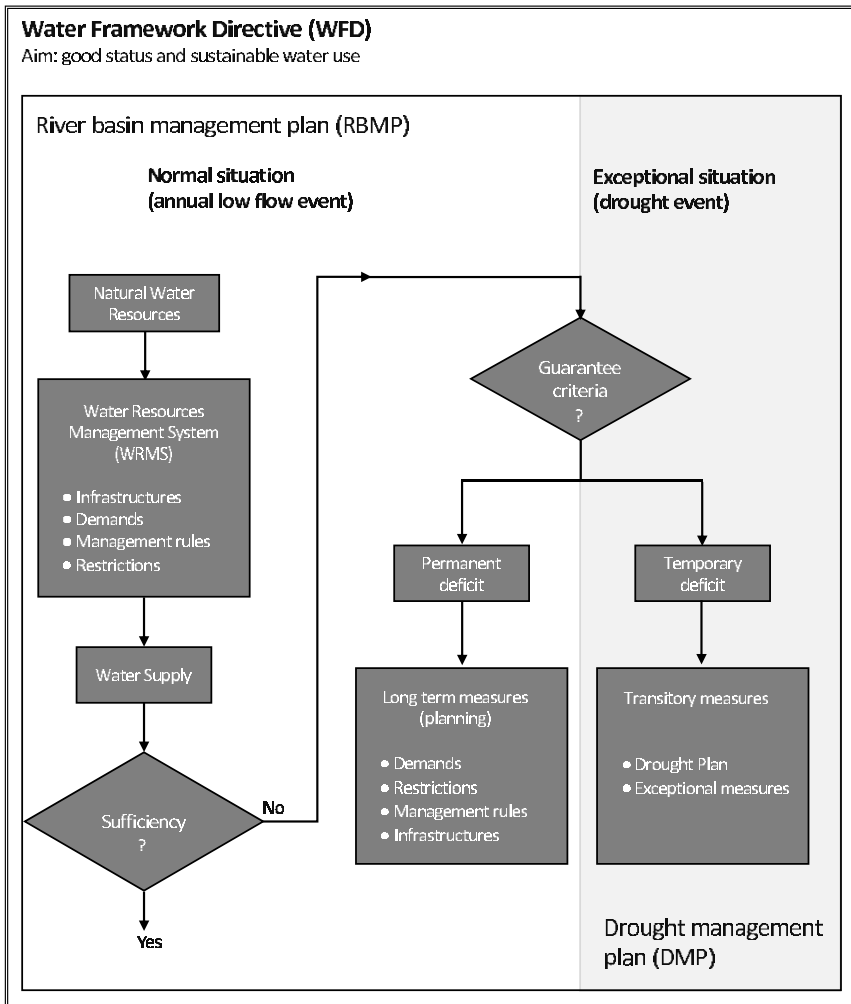 Water Framework Directive (WFD)
Aim: good status and sustainable water use
River basin management plan (RBMP)
Normal situation
(annual low flow event)
Exceptional situation
(drought event)
Natural Water
Resources
Water Resources
Management System
(WRMS)
• Infrastructures
• Demands
• Management rules
• Restrictions
Water Supply
Sufficiency
?
No
Yes
Guarantee
criteria
?
Permanent
deficit
Temporary
deficit
Long term measures
(planning)
• Demands
• Restrictions
• Management rules
• Infrastructures
Transitory measures
• Drought Plan
• Exceptional measures
Drought management
plan (DMP)